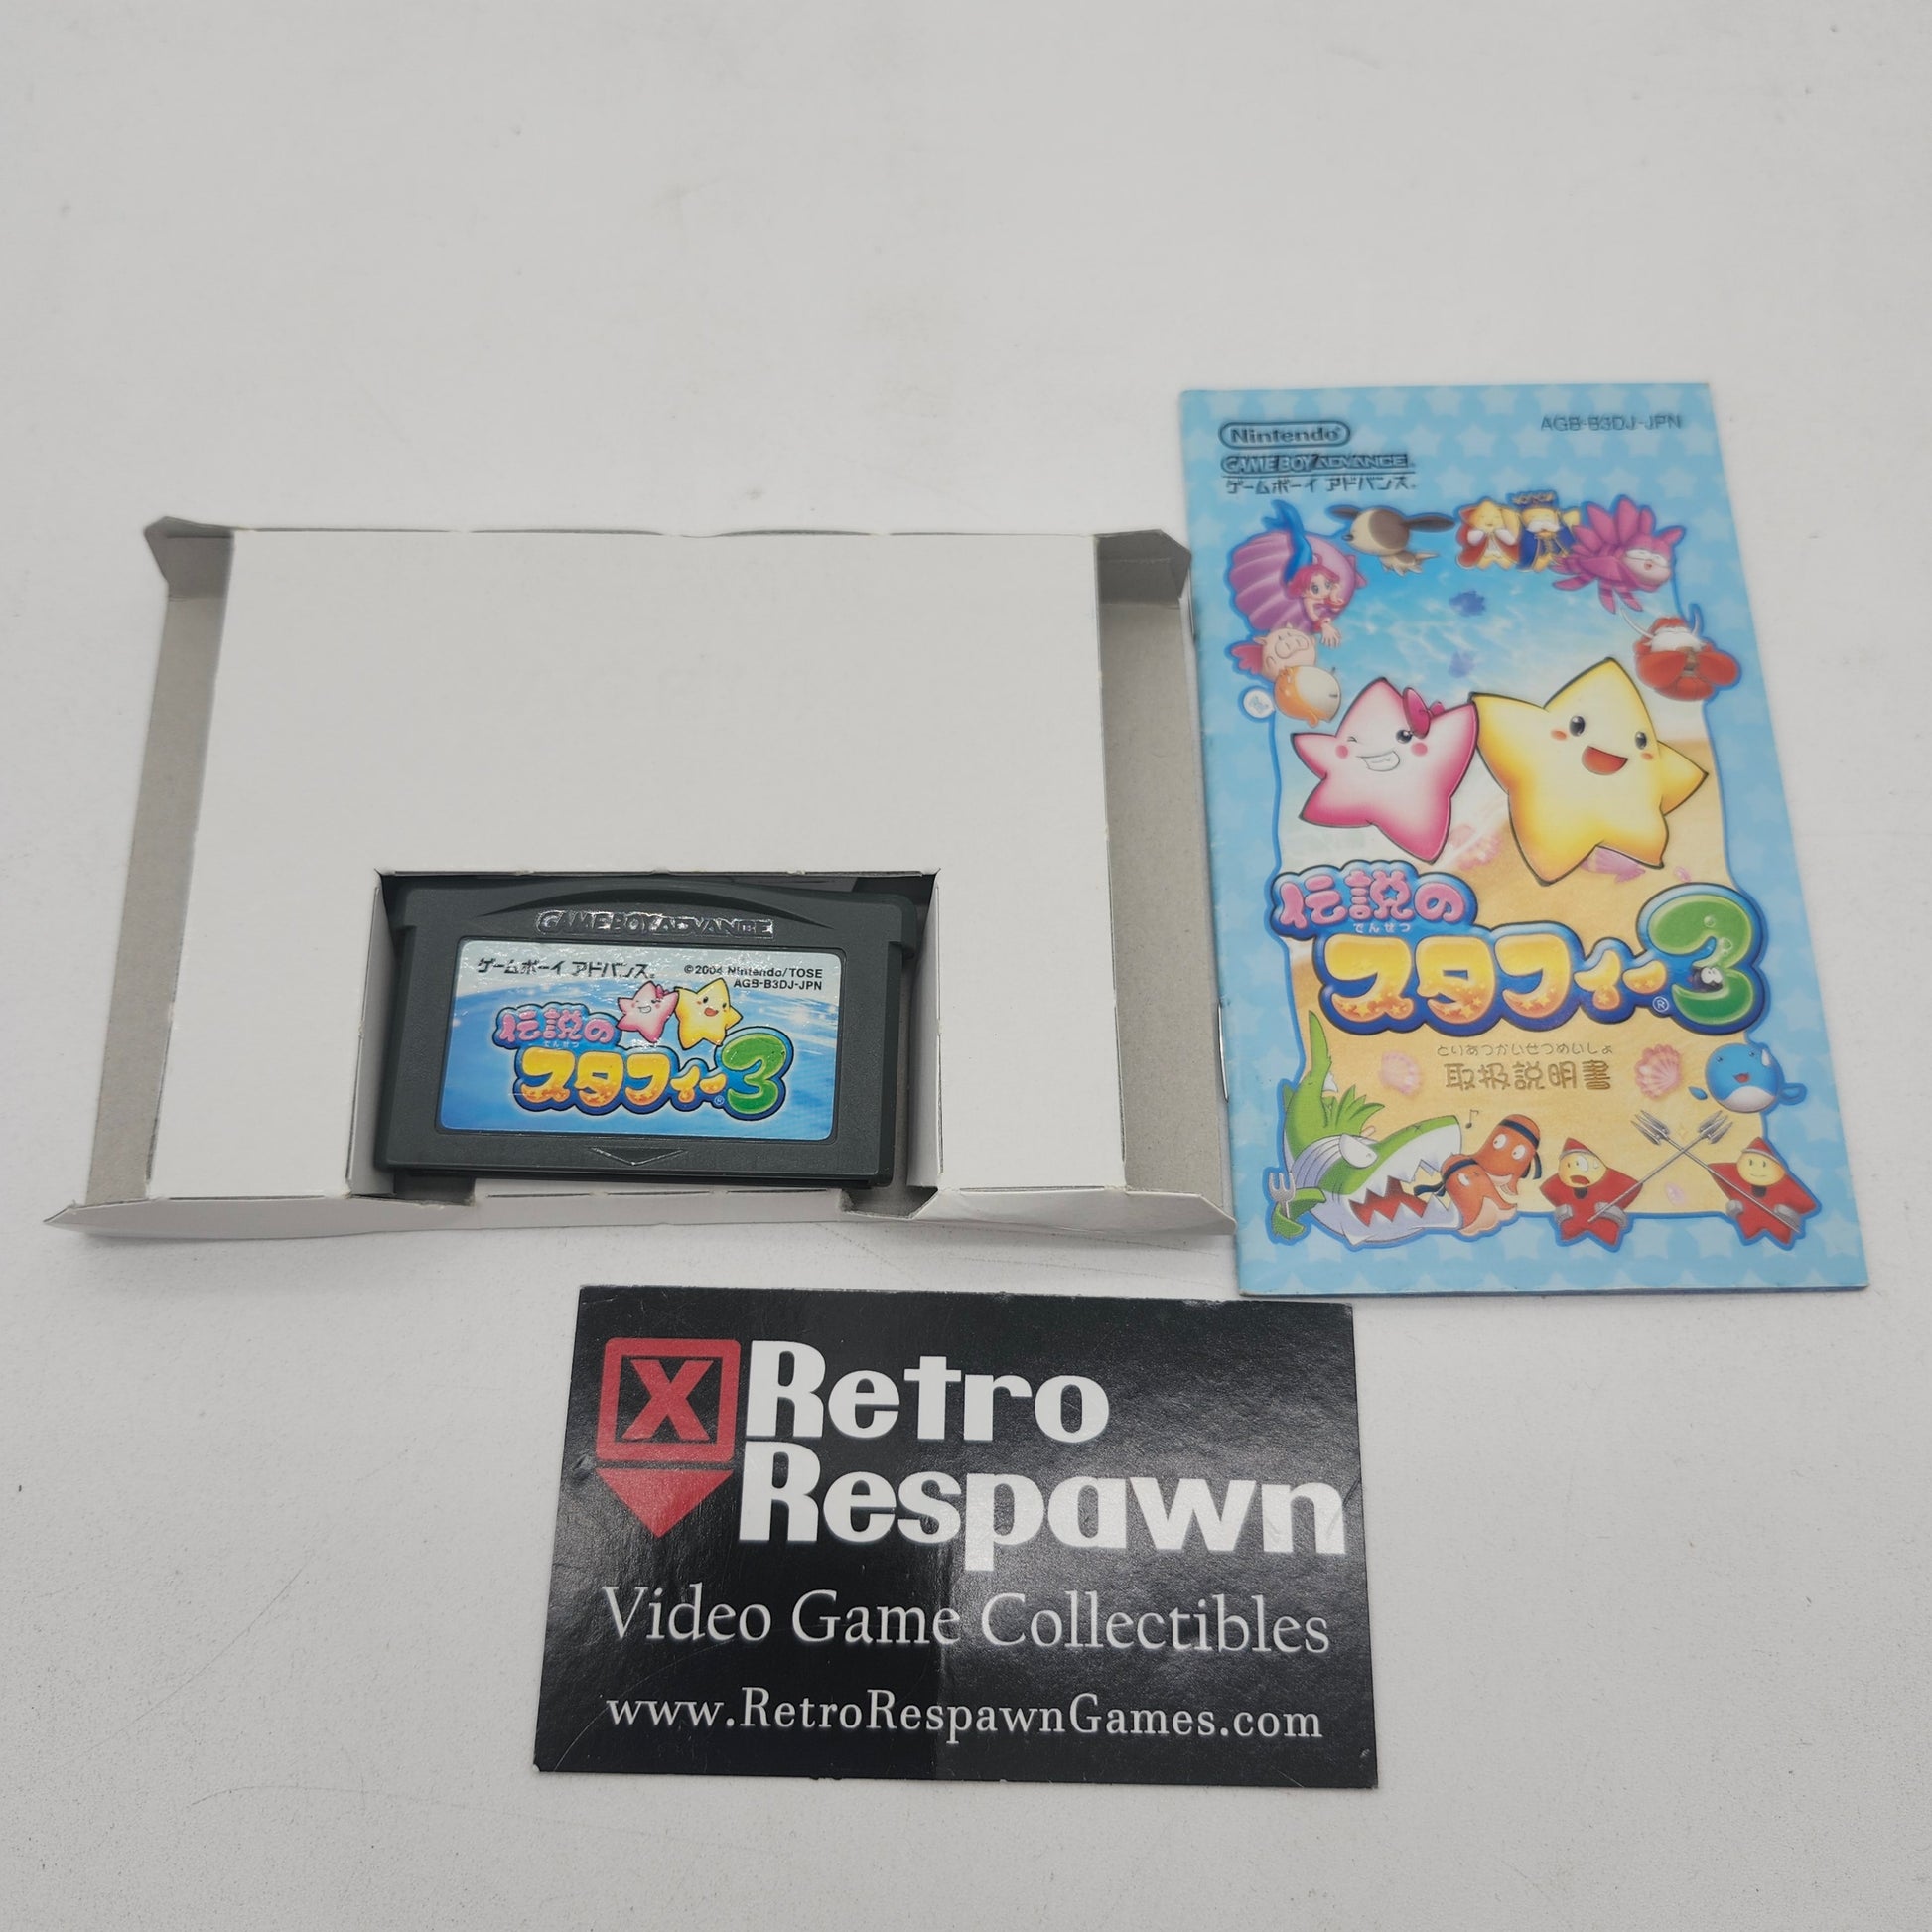 GAME BOY ADVANCE
ゲームボーイ アドバンス®
©2004 Nintendo/TOSE
AGB-B3DJ-JPN
伝説の
でんせつ
スタフィー®3
Nintendo®
AGB-B3DJ-JPN
GAME BOY ADVANCE
ゲームボーイ アドバンス®
伝説の
でんせつ
スタフィー®3
とりあつかいせつめいしょ
取扱説明書
X Retro
Respawn
Video Game Collectibles
www.RetroRespawnGames.com